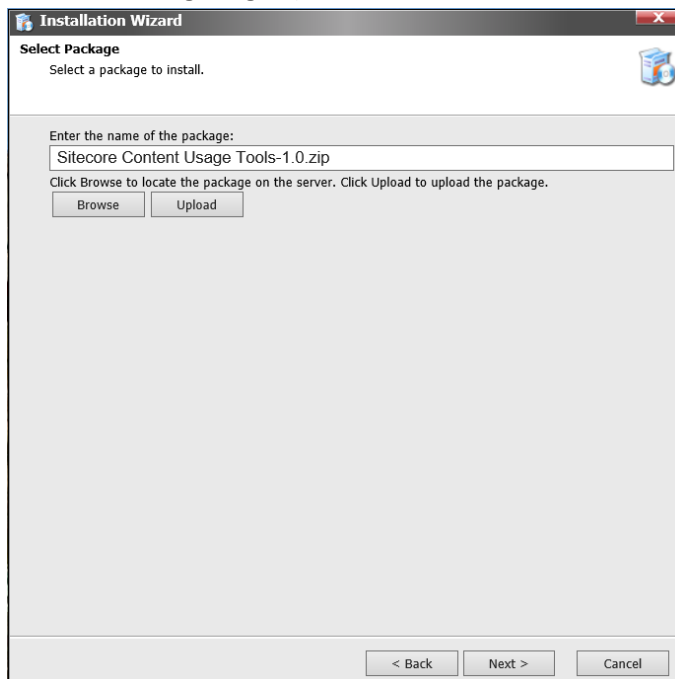 Installation Wizard
X
Select Package
Select a package to install.
Enter the name of the package:
Sitecore Content Usage Tools-1.0.zip
Click Browse to locate the package on the server. Click Upload to upload the package.
Browse Upload
< Back Next > Cancel